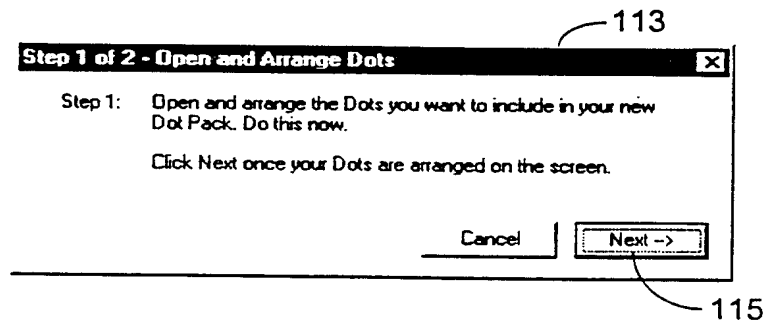 113
Step 1 of 2 - Open and Arrange Dots
Step 1: Open and arrange the Dots you want to include in your new
Dot Pack. Do this now.
Click Next once your Dots are arranged on the screen.
Cancel Next -->
115